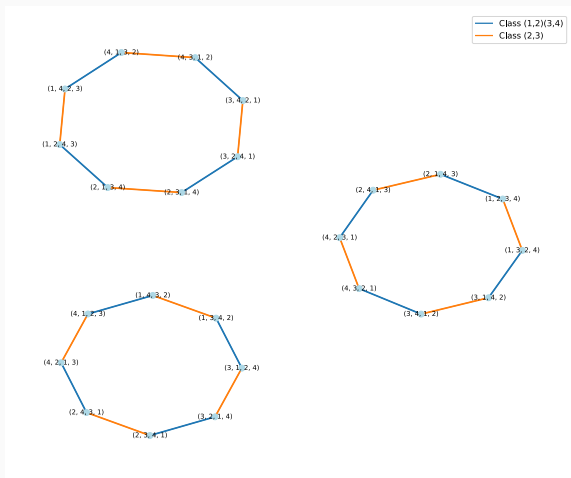 Class (1,2)(3,4)
Class (2,3)
(4, 1, 3, 2)
(4, 3, 1, 2)
(1, 4, 2, 3)
(3, 4, 2, 1)
(1, 2, 4, 3)
(3, 2, 4, 1)
(2, 1, 3, 4)
(2, 3, 1, 4)
(2, 1, 4, 3)
(2, 4, 1, 3)
(1, 2, 3, 4)
(4, 2, 3, 1)
(1, 3, 2, 4)
(4, 3, 2, 1)
(3, 1, 4, 2)
(3, 4, 1, 2)
(1, 4, 3, 2)
(4, 1, 2, 3)
(1, 3, 4, 2)
(4, 2, 1, 3)
(3, 1, 2, 4)
(2, 4, 3, 1)
(3, 2, 1, 4)
(2, 3, 4, 1)